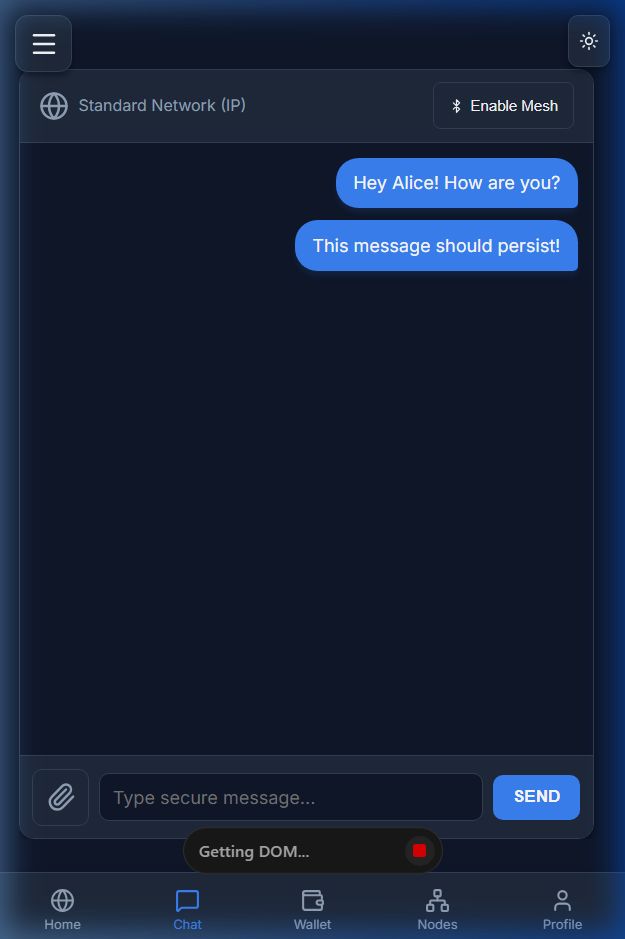 Standard Network (IP)
Enable Mesh
Hey Alice! How are you?
This message should persist!
Type secure message...
SEND
Getting DOM...
Home
Chat
Wallet
Nodes
Profile